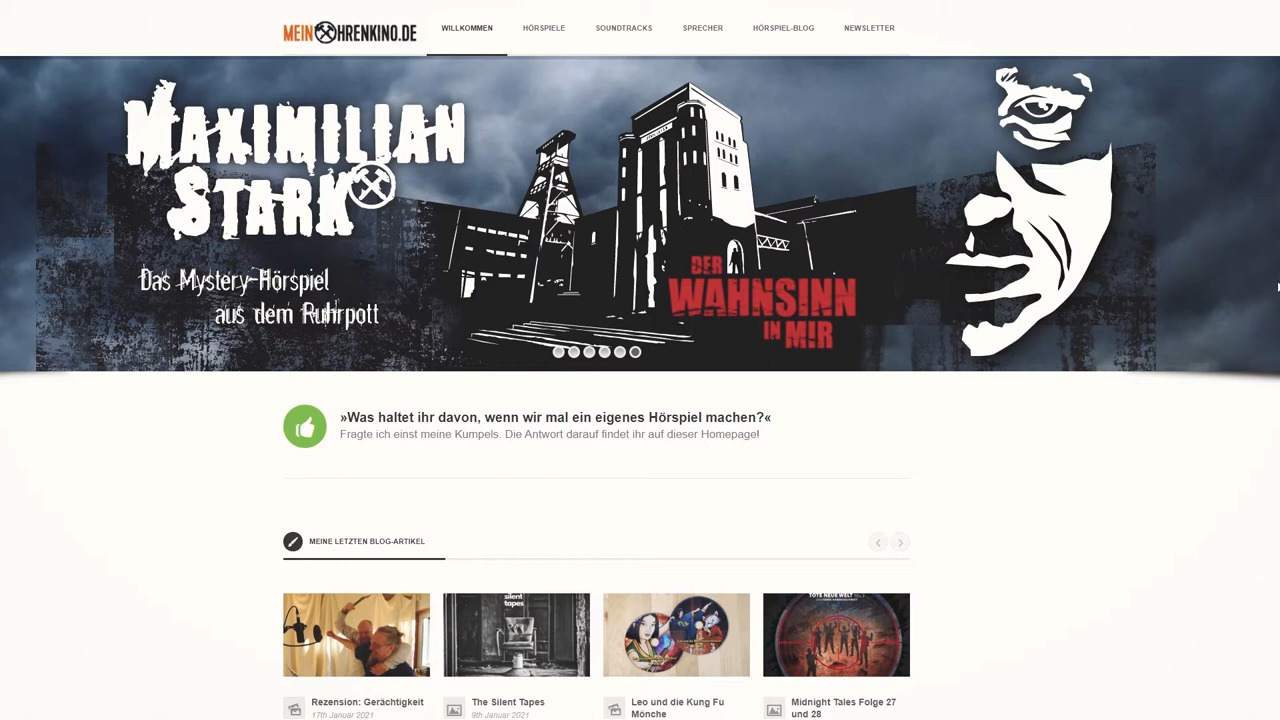 MEIN OHRENKINO.DE
WILLKOMMEN
HÖRSPIELE
SOUNDTRACKS
SPRECHER
HÖRSPIEL-BLOG
NEWSLETTER
MAXIMILIAN
STARK
Das Mystery-Hörspiel
aus dem Ruhrpott
DER
WAHNSINN
IN MIR
»Was haltet ihr davon, wenn wir mal ein eigenes Hörspiel machen?«
Fragte ich einst meine Kumpels. Die Antwort darauf findet ihr auf dieser Homepage!
MEINE LETZTEN BLOG-ARTIKEL
silent
tapes
TOTE NEUE WELT
Rezension: Gerächtigkeit
17th Januar 2021
The Silent Tapes
9th Januar 2021
Leo und die Kung Fu
Mönche
Midnight Tales Folge 27
und 28